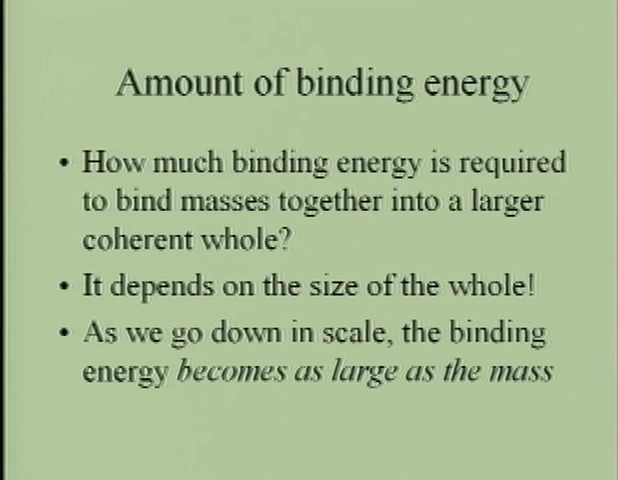 Amount of binding energy
• How much binding energy is required
to bind masses together into a larger
coherent whole?
• It depends on the size of the whole!
• As we go down in scale, the binding
energy becomes as large as the mass